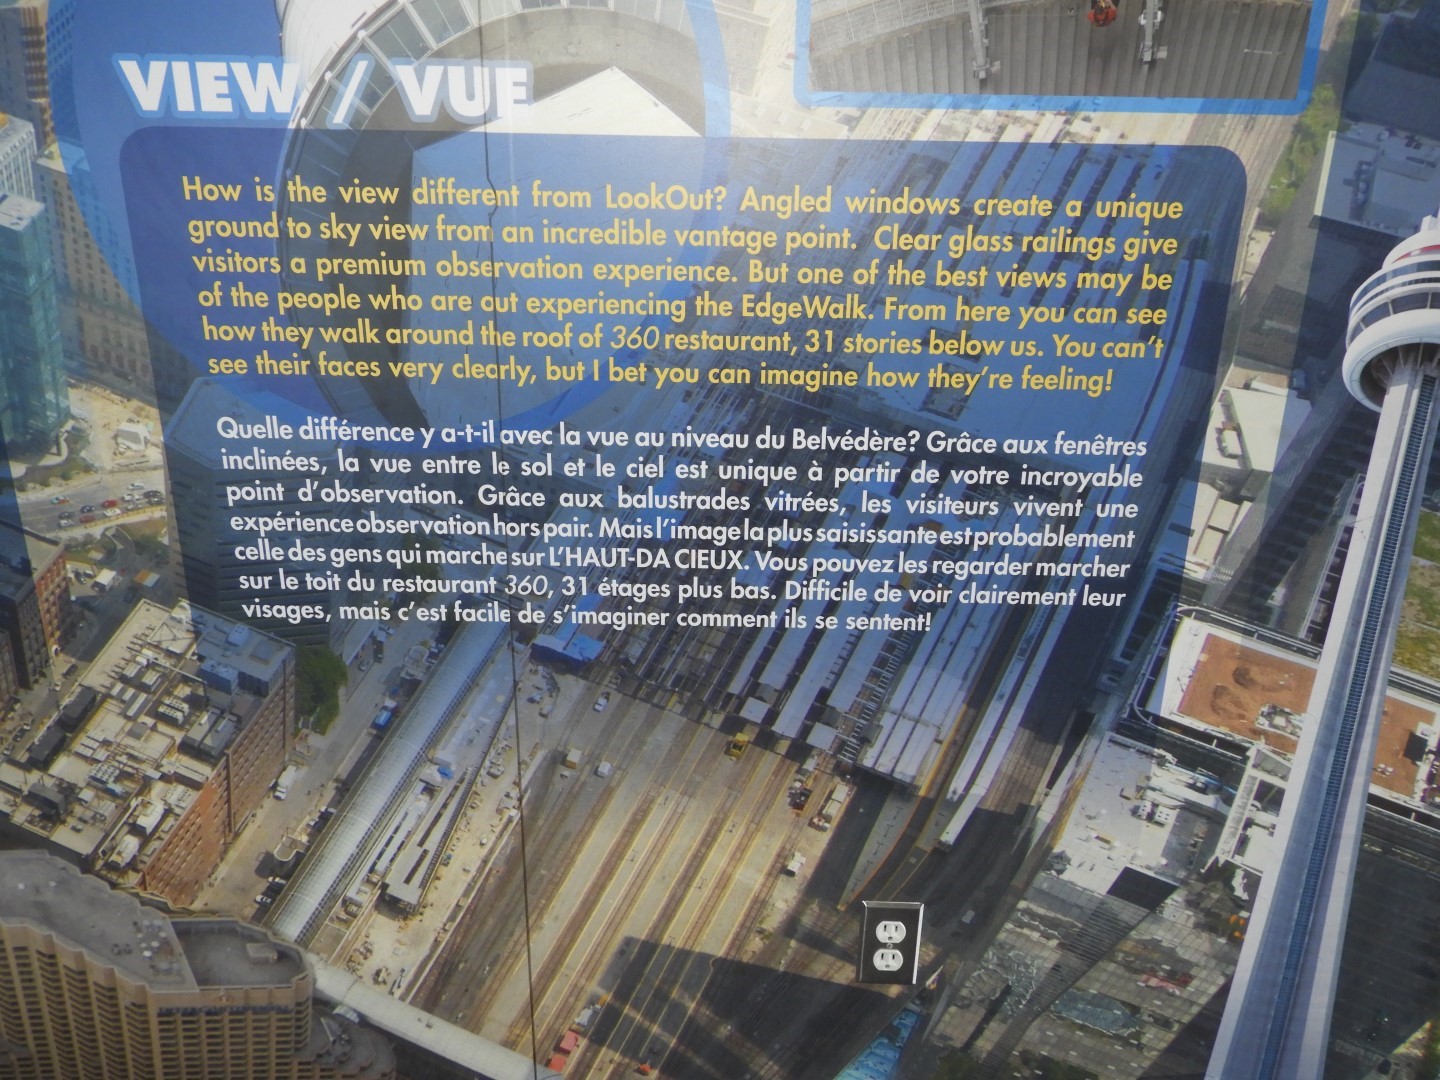 VIEW / VUE
How is the view different from LookOut? Angled windows create a unique
ground to sky view from an incredible vantage point. Clear glass railings give
visitors a premium observation experience. But one of the best views may be
of the people who are out experiencing the EdgeWalk. From here you can see
how they walk around the roof of 360 restaurant, 31 stories below us. You can't
see their faces very clearly, but I bet you can imagine how they're feeling!
Quelle différence y a-t-il avec la vue au niveau du Belvédère? Grâce aux fenêtres
inclinées, la vue entre le sol et le ciel est unique à partir de votre incroyable
point d'observation. Grâce aux balustrades vitrées, les visiteurs vivent une
expérience observation hors pair. Mais l'image la plus saisissante est probablement
celle des gens qui marche sur L'HAUT-DA CIEUX. Vous pouvez les regarder marcher
sur le toit du restaurant 360, 31 étages plus bas. Difficile de voir clairement leur
visages, mais c'est facile de s'imaginer comment ils se sentent!